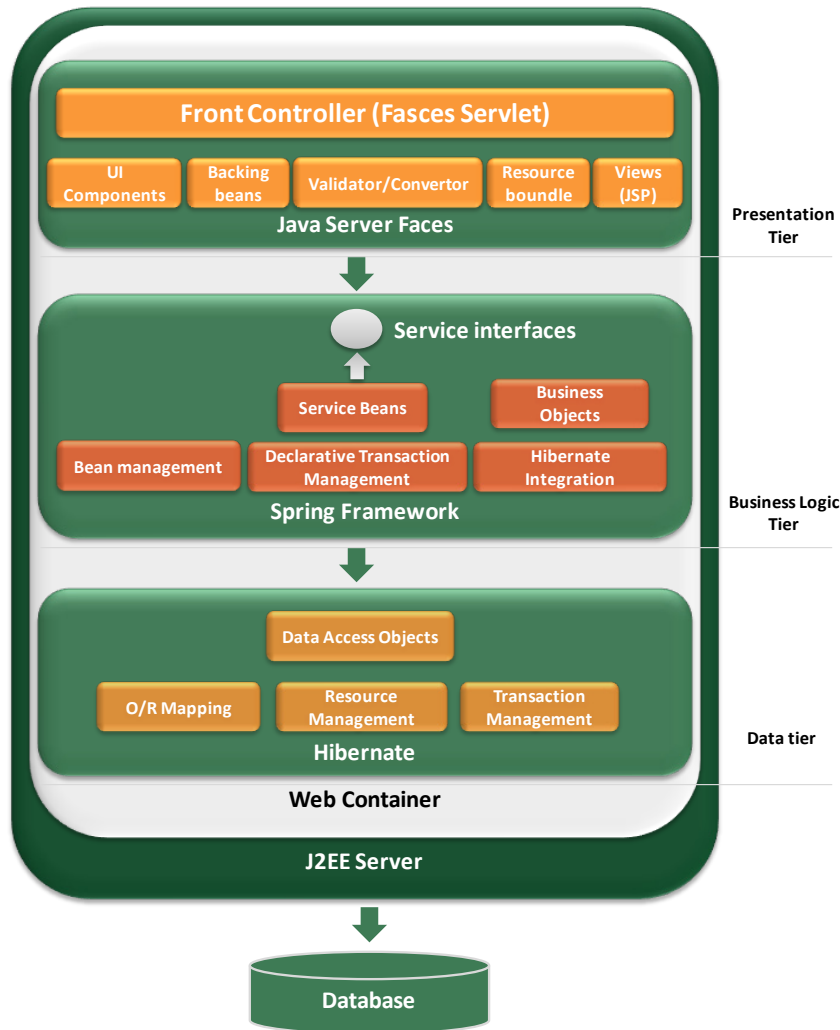 Front Controller (Fasces Servlet)
UI
Components
Backing
beans
Validator/Convertor
Resource
boundle
Views
(JSP)
Java Server Faces
Presentation
Tier
Service interfaces
Service Beans
Business
Objects
Bean management
Declarative Transaction
Management
Hibernate
Integration
Spring Framework
Business Logic
Tier
Data Access Objects
O/R Mapping
Resource
Management
Transaction
Management
Hibernate
Data tier
Web Container
J2EE Server
Database